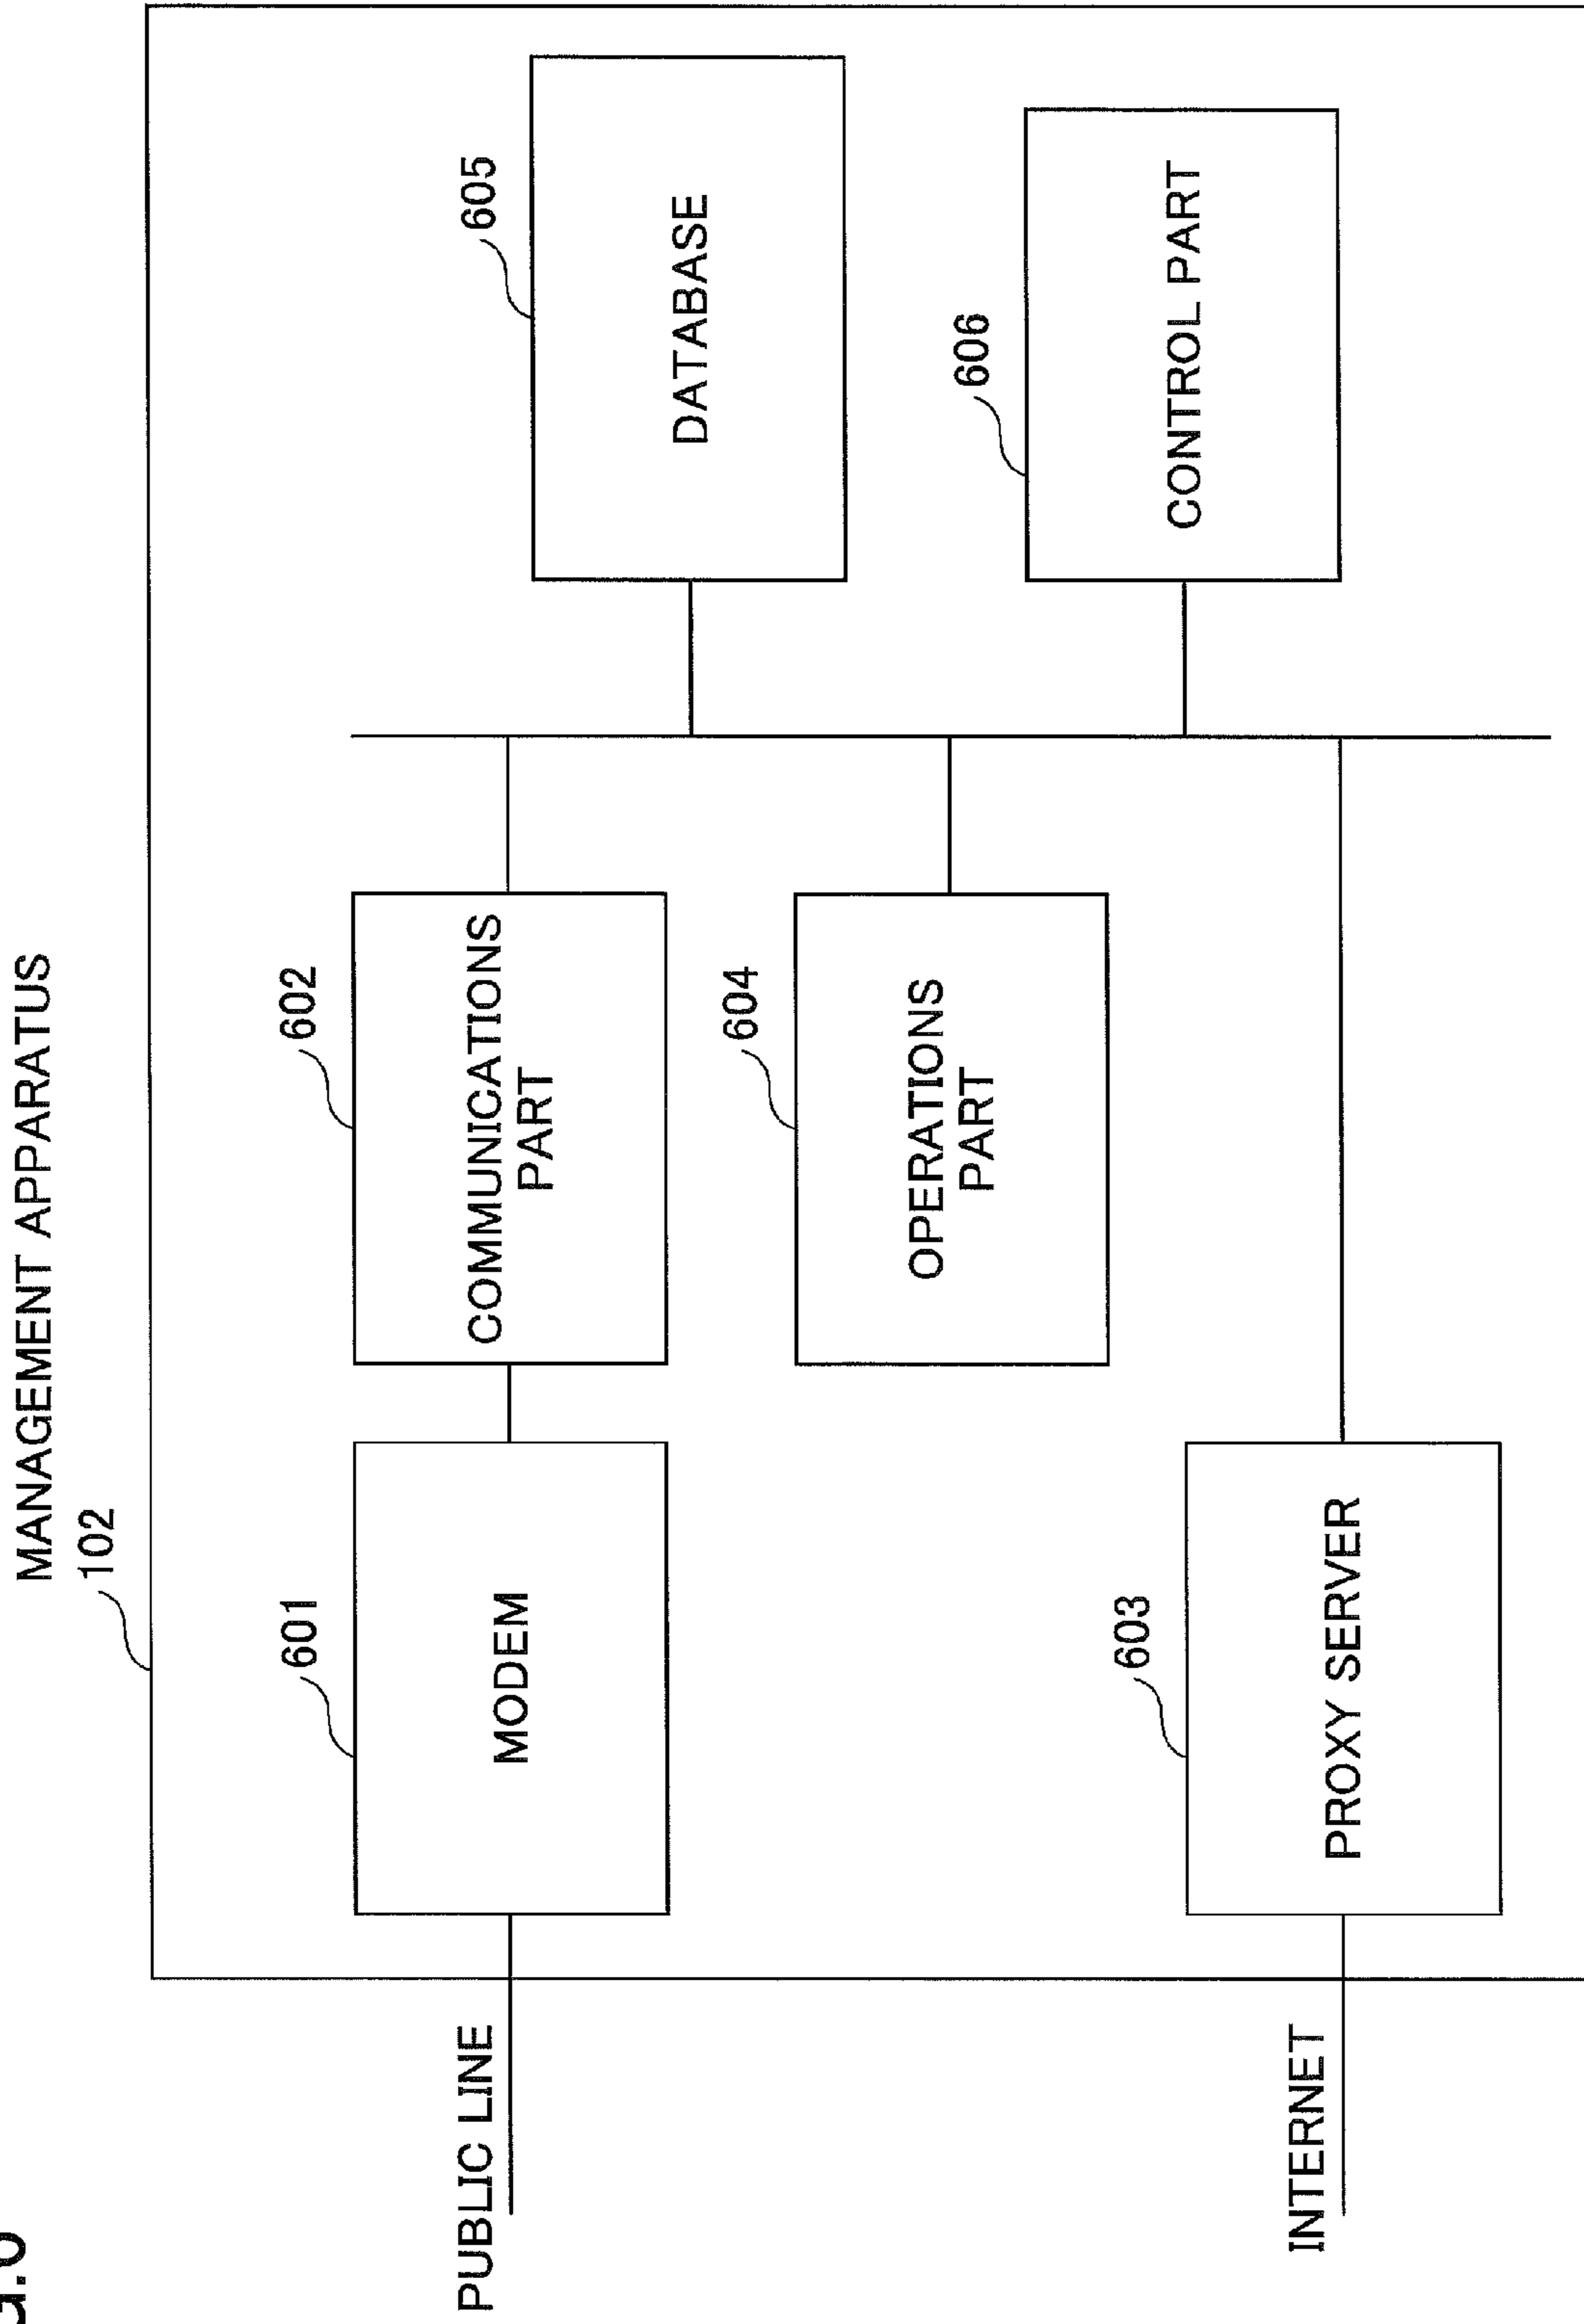 MANAGEMENT APPARATUS
102
601
MODEM
602
COMMUNICATIONS
PART
605
DATABASE
604
OPERATIONS
PART
606
CONTROL PART
603
PROXY SERVER
PUBLIC LINE
INTERNET